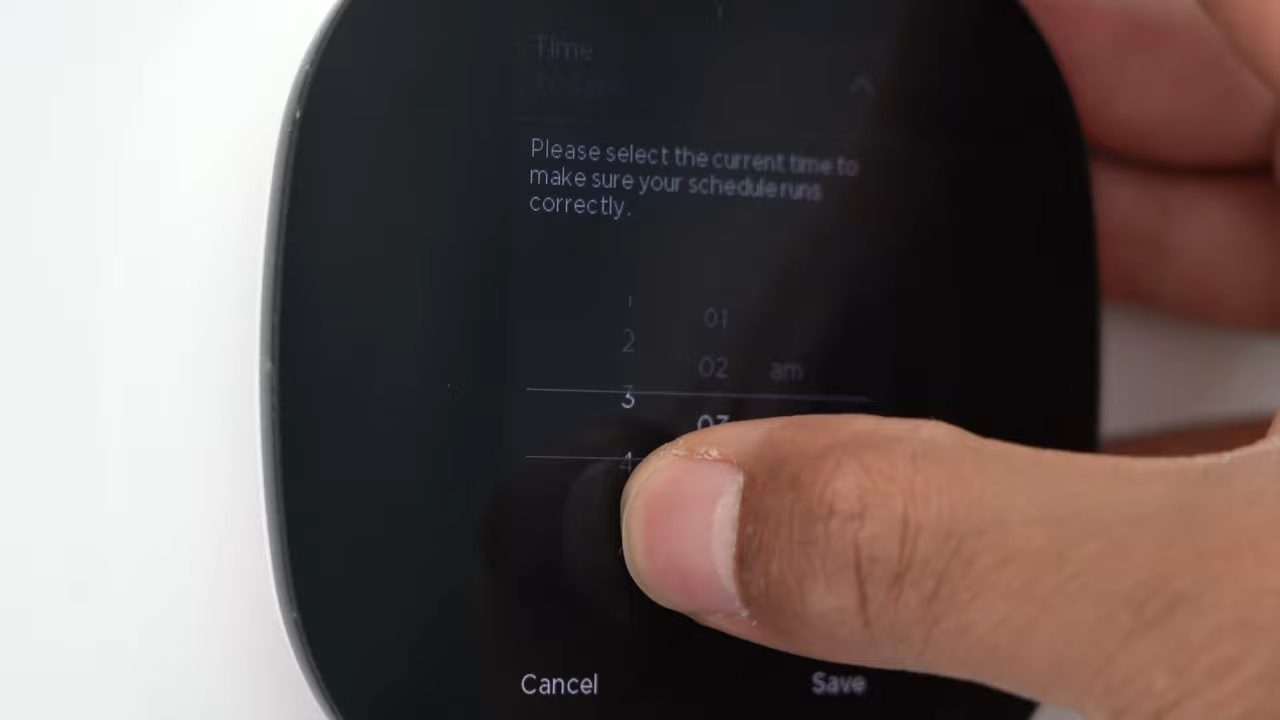 Time
Please select the current time to
make sure your schedule runs
correctly.
1
2 01
02 am
3
03
4
Cancel Save